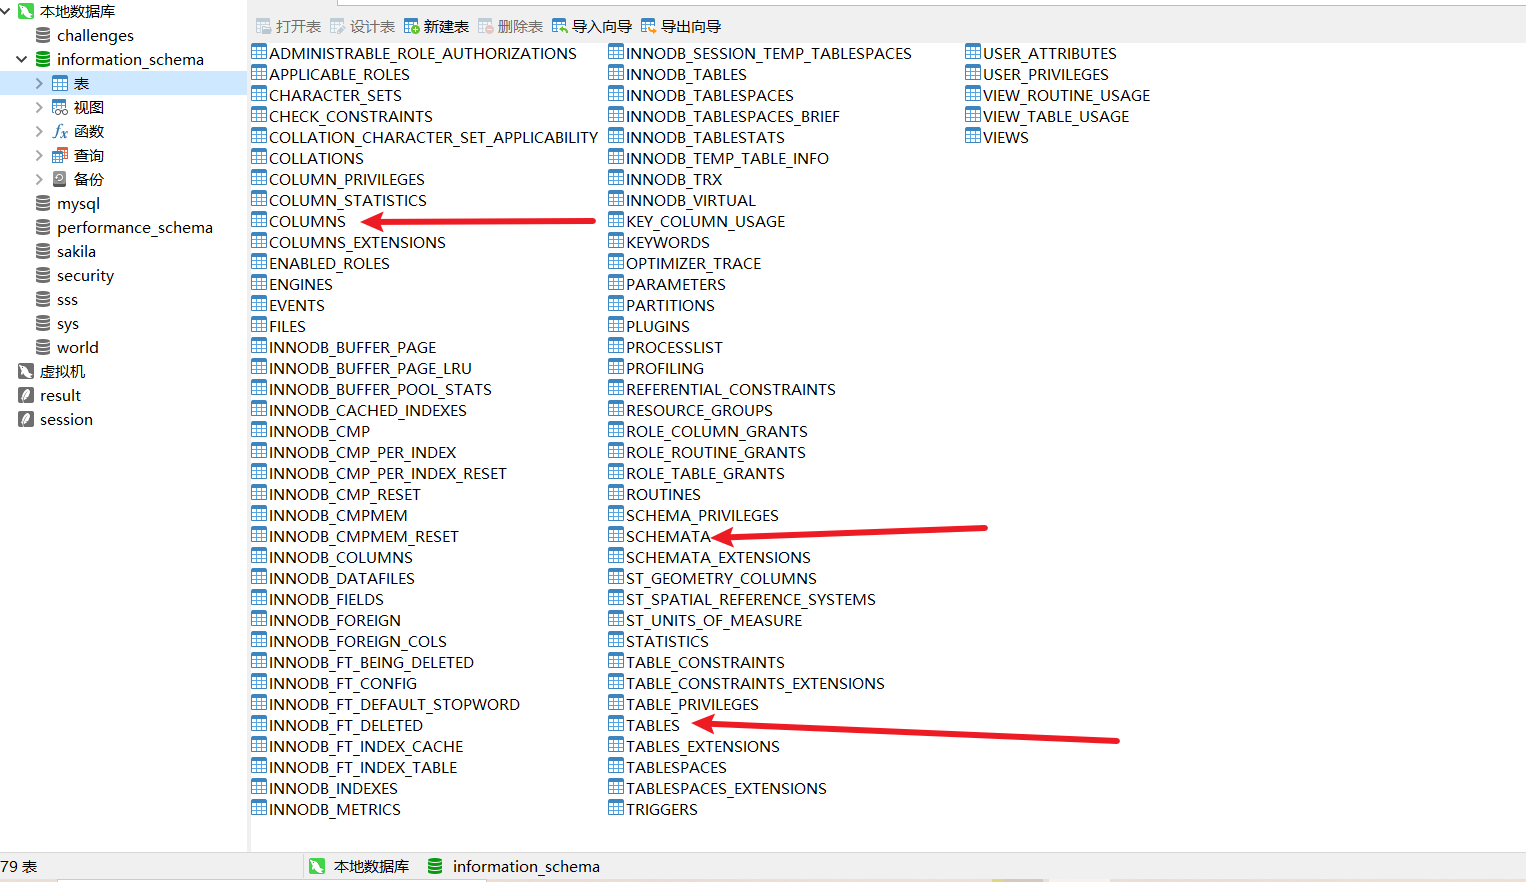 本地数据库
challenges
information_schema
表
视图
函数
查询
备份
mysql
performance_schema
sakila
security
sss
sys
world
虚拟机
result
session
打开表 设计表 新建表 删除表 导入向导 导出向导
ADMINISTRABLE_ROLE_AUTHORIZATIONS
APPLICABLE_ROLES
CHARACTER_SETS
CHECK_CONSTRAINTS
COLLATION_CHARACTER_SET_APPLICABILITY
COLLATIONS
COLUMN_PRIVILEGES
COLUMN_STATISTICS
COLUMNS
COLUMNS_EXTENSIONS
ENABLED_ROLES
ENGINES
EVENTS
FILES
INNODB_BUFFER_PAGE
INNODB_BUFFER_PAGE_LRU
INNODB_BUFFER_POOL_STATS
INNODB_CACHED_INDEXES
INNODB_CMP
INNODB_CMP_PER_INDEX
INNODB_CMP_PER_INDEX_RESET
INNODB_CMP_RESET
INNODB_CMPMEM
INNODB_CMPMEM_RESET
INNODB_COLUMNS
INNODB_DATAFILES
INNODB_FIELDS
INNODB_FOREIGN
INNODB_FOREIGN_COLS
INNODB_FT_BEING_DELETED
INNODB_FT_CONFIG
INNODB_FT_DEFAULT_STOPWORD
INNODB_FT_DELETED
INNODB_FT_INDEX_CACHE
INNODB_FT_INDEX_TABLE
INNODB_INDEXES
INNODB_METRICS
INNODB_SESSION_TEMP_TABLESPACES
INNODB_TABLES
INNODB_TABLESPACES
INNODB_TABLESPACES_BRIEF
INNODB_TABLESTATS
INNODB_TEMP_TABLE_INFO
INNODB_TRX
INNODB_VIRTUAL
KEY_COLUMN_USAGE
KEYWORDS
OPTIMIZER_TRACE
PARAMETERS
PARTITIONS
PLUGINS
PROCESSLIST
PROFILING
REFERENTIAL_CONSTRAINTS
RESOURCE_GROUPS
ROLE_COLUMN_GRANTS
ROLE_ROUTINE_GRANTS
ROLE_TABLE_GRANTS
ROUTINES
SCHEMA_PRIVILEGES
SCHEMATA
SCHEMATA_EXTENSIONS
ST_GEOMETRY_COLUMNS
ST_SPATIAL_REFERENCE_SYSTEMS
ST_UNITS_OF_MEASURE
STATISTICS
TABLE_CONSTRAINTS
TABLE_CONSTRAINTS_EXTENSIONS
TABLE_PRIVILEGES
TABLES
TABLES_EXTENSIONS
TABLESPACES
TABLESPACES_EXTENSIONS
TRIGGERS
USER_ATTRIBUTES
USER_PRIVILEGES
VIEW_ROUTINE_USAGE
VIEW_TABLE_USAGE
VIEWS
79 表 本地数据库 information_schema